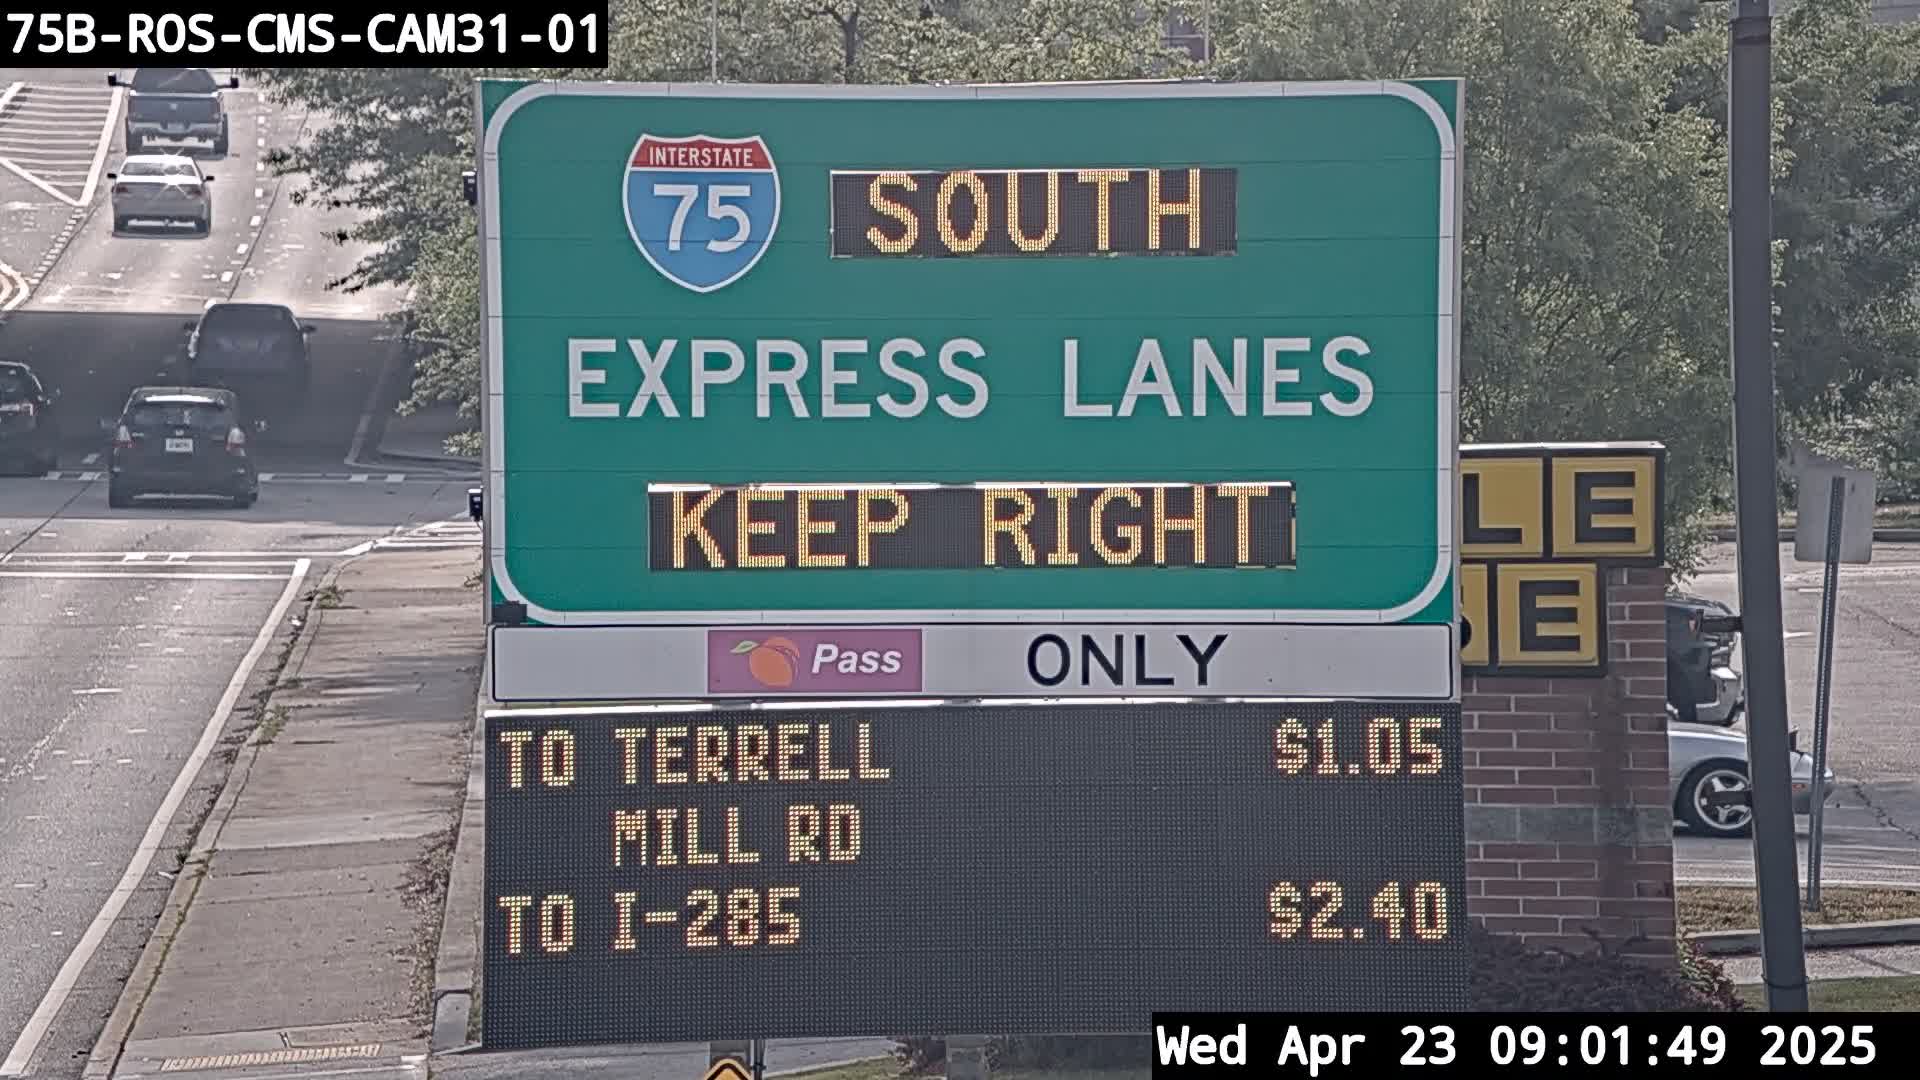 75B-ROS-CMS-CAM31-01
INTERSTATE
75
SOUTH
EXPRESS LANES
KEEP RIGHT
LE
E
Pass ONLY
TO TERRELL $1.05
MILL RD
TO I-285 $2.40
Wed Apr 23 09:01:49 2025